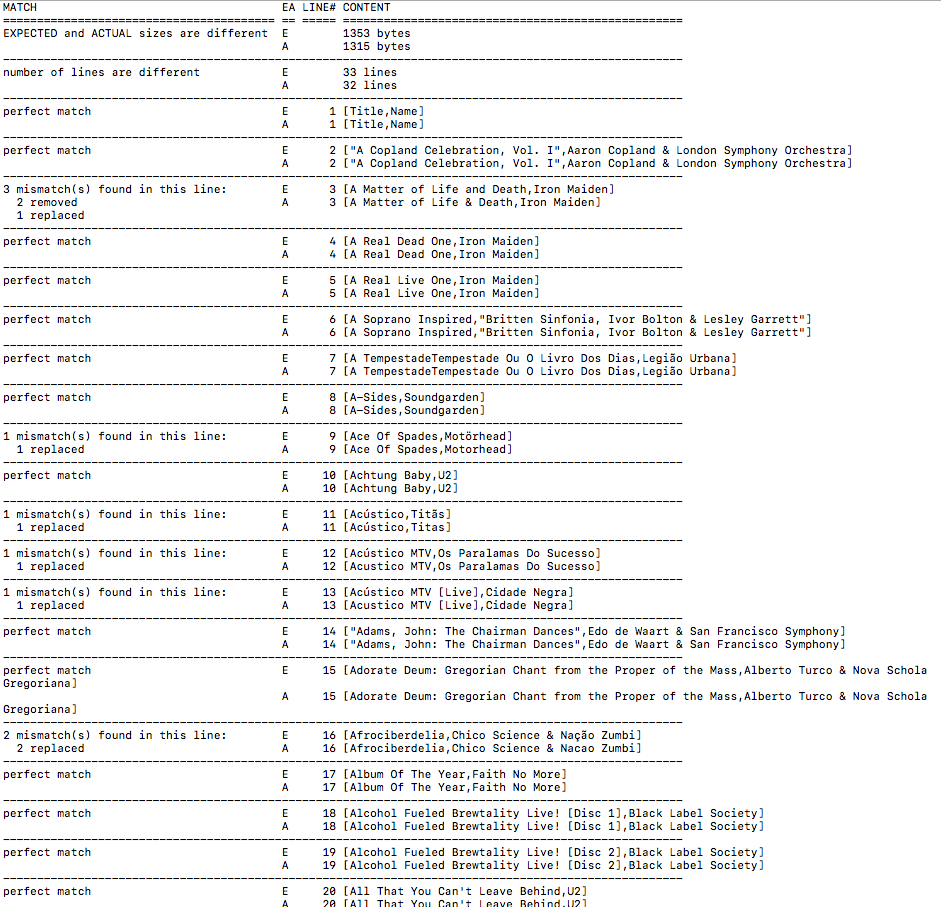 MATCH                                    EA LINE# CONTENT
======================================== == ===== ==================================================
EXPECTED and ACTUAL sizes are different  E        1353 bytes
                                         A        1315 bytes
----------------------------------------------------------------------------------------------------
number of lines are different            E        33 lines
                                         A        32 lines
----------------------------------------------------------------------------------------------------
perfect match                            E      1 [Title,Name]
                                         A      1 [Title,Name]
----------------------------------------------------------------------------------------------------
perfect match                            E      2 ["A Copland Celebration, Vol. I",Aaron Copland & London Symphony Orchestra]
                                         A      2 ["A Copland Celebration, Vol. I",Aaron Copland & London Symphony Orchestra]
----------------------------------------------------------------------------------------------------
3 mismatch(s) found in this line:        E      3 [A Matter of Life and Death,Iron Maiden]
  2 removed                              A      3 [A Matter of Life & Death,Iron Maiden]
  1 replaced
----------------------------------------------------------------------------------------------------
perfect match                            E      4 [A Real Dead One,Iron Maiden]
                                         A      4 [A Real Dead One,Iron Maiden]
----------------------------------------------------------------------------------------------------
perfect match                            E      5 [A Real Live One,Iron Maiden]
                                         A      5 [A Real Live One,Iron Maiden]
----------------------------------------------------------------------------------------------------
perfect match                            E      6 [A Soprano Inspired,"Britten Sinfonia, Ivor Bolton & Lesley Garrett"]
                                         A      6 [A Soprano Inspired,"Britten Sinfonia, Ivor Bolton & Lesley Garrett"]
----------------------------------------------------------------------------------------------------
perfect match                            E      7 [A TempestadeTempestade Ou O Livro Dos Dias,Legião Urbana]
                                         A      7 [A TempestadeTempestade Ou O Livro Dos Dias,Legião Urbana]
----------------------------------------------------------------------------------------------------
perfect match                            E      8 [A-Sides,Soundgarden]
                                         A      8 [A-Sides,Soundgarden]
----------------------------------------------------------------------------------------------------
1 mismatch(s) found in this line:        E      9 [Ace Of Spades,Motörhead]
  1 replaced                             A      9 [Ace Of Spades,Motorhead]
----------------------------------------------------------------------------------------------------
perfect match                            E     10 [Achtung Baby,U2]
                                         A     10 [Achtung Baby,U2]
----------------------------------------------------------------------------------------------------
1 mismatch(s) found in this line:        E     11 [Acústico,Titãs]
  1 replaced                             A     11 [Acústico,Titas]
----------------------------------------------------------------------------------------------------
1 mismatch(s) found in this line:        E     12 [Acústico MTV,Os Paralamas Do Sucesso]
  1 replaced                             A     12 [Acustico MTV,Os Paralamas Do Sucesso]
----------------------------------------------------------------------------------------------------
1 mismatch(s) found in this line:        E     13 [Acústico MTV [Live],Cidade Negra]
  1 replaced                             A     13 [Acustico MTV [Live],Cidade Negra]
----------------------------------------------------------------------------------------------------
perfect match                            E     14 ["Adams, John: The Chairman Dances",Edo de Waart & San Francisco Symphony]
                                         A     14 ["Adams, John: The Chairman Dances",Edo de Waart & San Francisco Symphony]
----------------------------------------------------------------------------------------------------
perfect match                            E     15 [Adorate Deum: Gregorian Chant from the Proper of the Mass,Alberto Turco & Nova Schola
Gregoriana]
                                         A     15 [Adorate Deum: Gregorian Chant from the Proper of the Mass,Alberto Turco & Nova Schola
Gregoriana]
----------------------------------------------------------------------------------------------------
2 mismatch(s) found in this line:        E     16 [Afrociberdelia,Chico Science & Nação Zumbi]
  2 replaced                             A     16 [Afrociberdelia,Chico Science & Nacao Zumbi]
----------------------------------------------------------------------------------------------------
perfect match                            E     17 [Album Of The Year,Faith No More]
                                         A     17 [Album Of The Year,Faith No More]
----------------------------------------------------------------------------------------------------
perfect match                            E     18 [Alcohol Fueled Brewtality Live! [Disc 1],Black Label Society]
                                         A     18 [Alcohol Fueled Brewtality Live! [Disc 1],Black Label Society]
----------------------------------------------------------------------------------------------------
perfect match                            E     19 [Alcohol Fueled Brewtality Live! [Disc 2],Black Label Society]
                                         A     19 [Alcohol Fueled Brewtality Live! [Disc 2],Black Label Society]
----------------------------------------------------------------------------------------------------
perfect match                            E     20 [All That You Can't Leave Behind,U2]
                                         A     20 [All That You Can't Leave Behind,U2]